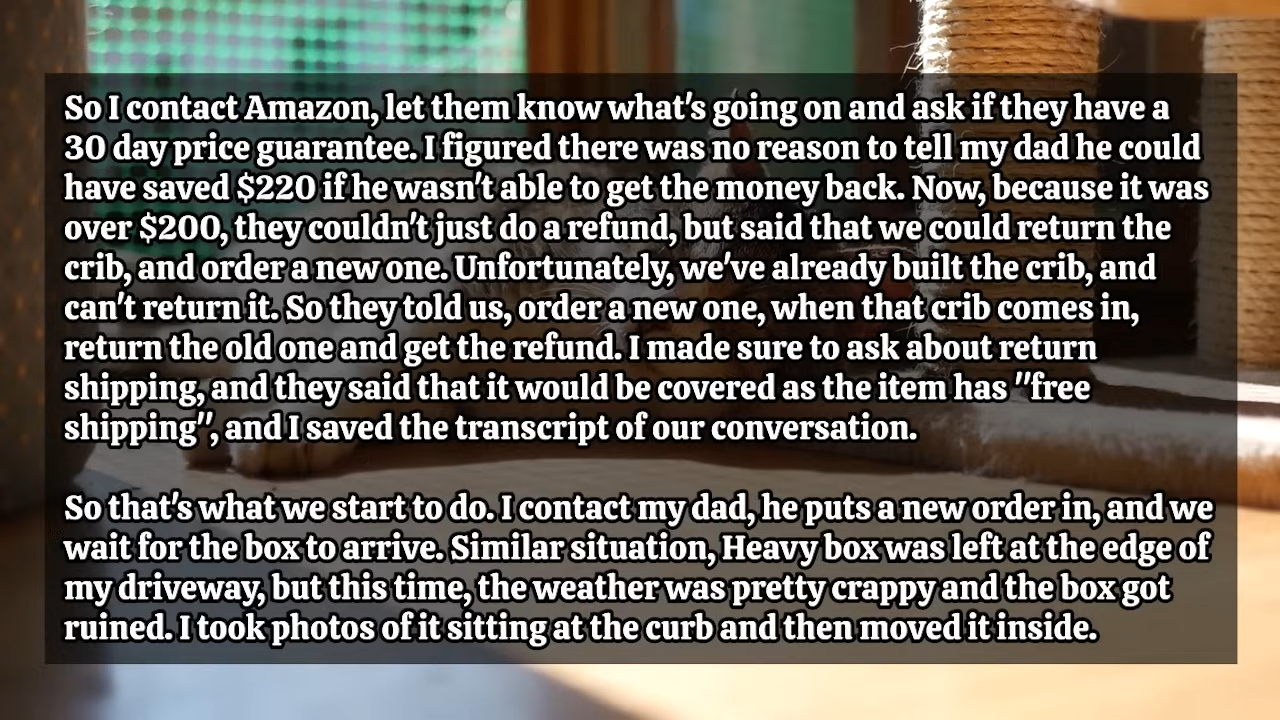 So I contact Amazon, let them know what's going on and ask if they have a
30 day price guarantee. I figured there was no reason to tell my dad he could
have saved $220 if he wasn't able to get the money back. Now, because it was
over $200, they couldn't just do a refund, but said that we could return the
crib, and order a new one. Unfortunately, we've already built the crib, and
can't return it. So they told us, order a new one, when that crib comes in,
return the old one and get the refund. I made sure to ask about return
shipping, and they said that it would be covered as the item has "free
shipping", and I saved the transcript of our conversation.
So that's what we start to do. I contact my dad, he puts a new order in, and we
wait for the box to arrive. Similar situation, Heavy box was left at the edge of
my driveway, but this time, the weather was pretty crappy and the box got
ruined. I took photos of it sitting at the curb and then moved it inside.